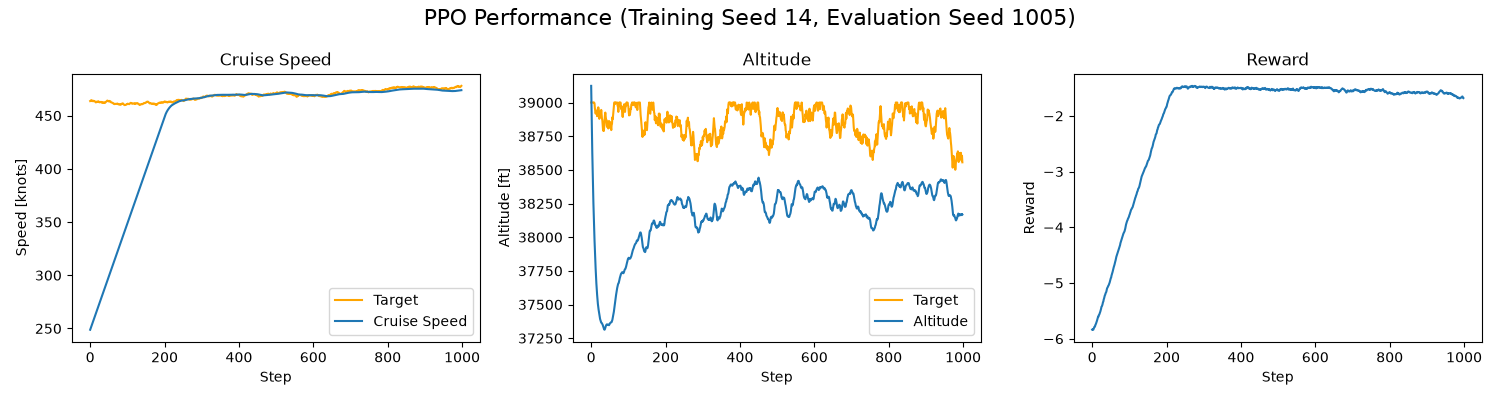 PPO Performance (Training Seed 14, Evaluation Seed 1005)
Cruise Speed
Speed [knots]
450
400
350
300
250
0 200 400 600 800 1000
Step
Target
Cruise Speed
Altitude
Altitude [ft]
39000
38750
38500
38250
38000
37750
37500
37250
0 200 400 600 800 1000
Step
Target
Altitude
Reward
Reward
−2
−3
−4
−5
−6
0 200 400 600 800 1000
Step